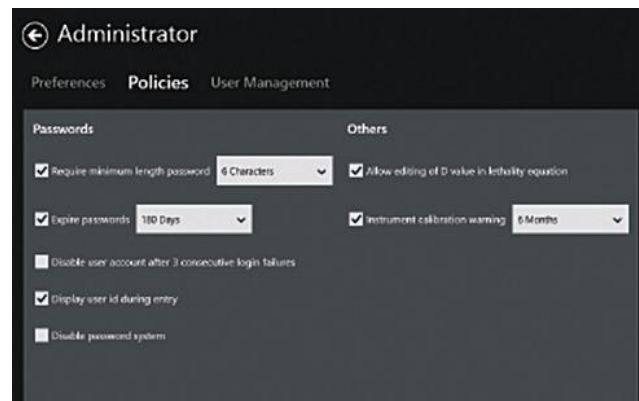 Administrator
Preferences Policies User Management
Passwords
Require minimum length password 6 Characters
Expire passwords 180 Days
Disable user account after 3 consecutive login failures
Display user id during entry
Disable password system
Others
Allow editing of D value in lethality equation
Instrument calibration warning 6 Months